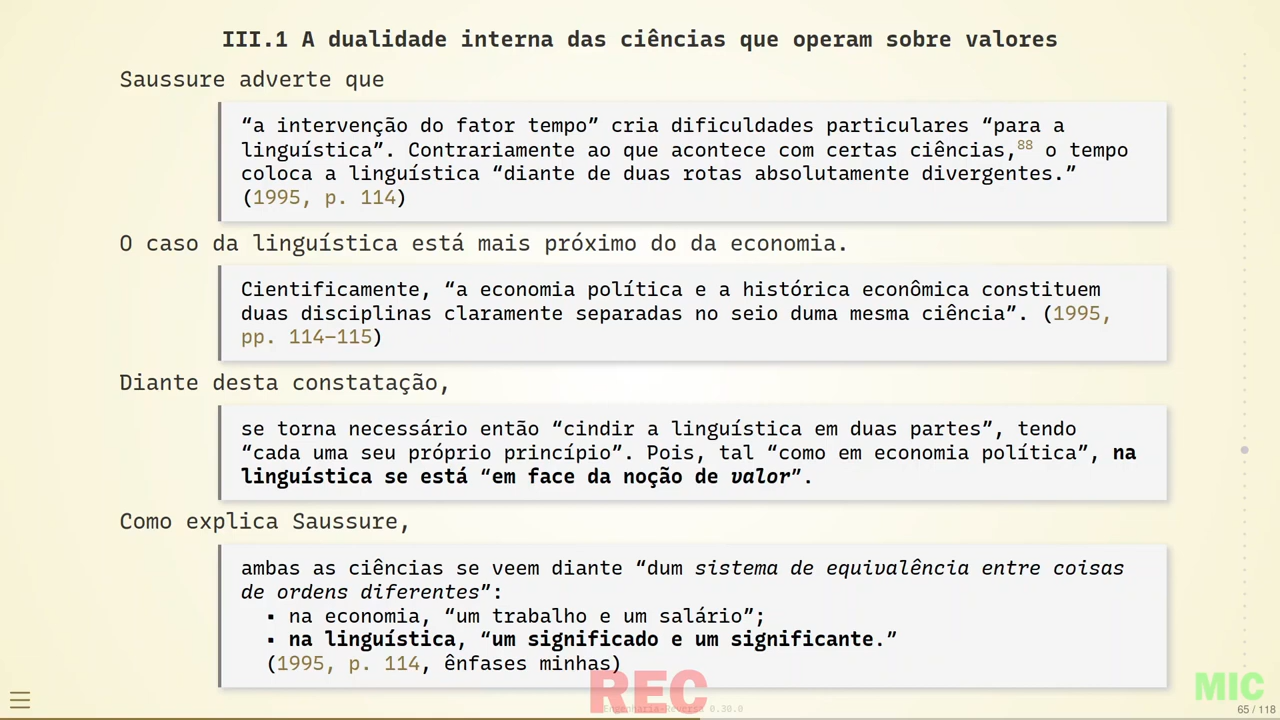 III.1 A dualidade interna das ciências que operam sobre valores
Saussure adverte que
“a intervenção do fator tempo” cria dificuldades particulares “para a
linguística”. Contrariamente ao que acontece com certas ciências,88 o tempo
coloca a linguística “diante de duas rotas absolutamente divergentes.”
(1995, p. 114)
O caso da linguística está mais próximo do da economia.
Cientificamente, “a economia política e a histórica econômica constituem
duas disciplinas claramente separadas no seio duma mesma ciência”. (1995,
pp. 114–115)
Diante desta constatação,
se torna necessário então “cindir a linguística em duas partes”, tendo
“cada uma seu próprio princípio”. Pois, tal “como em economia política”, na
linguística se está “em face da noção de valor”.
Como explica Saussure,
ambas as ciências se veem diante “dum sistema de equivalência entre coisas
de ordens diferentes”:
▪ na economia, “um trabalho e um salário”;
▪ na linguística, “um significado e um significante.”
(1995, p. 114, ênfases minhas)
REC
Engenharia-Reversa 0.30.0
MIC
65 / 118